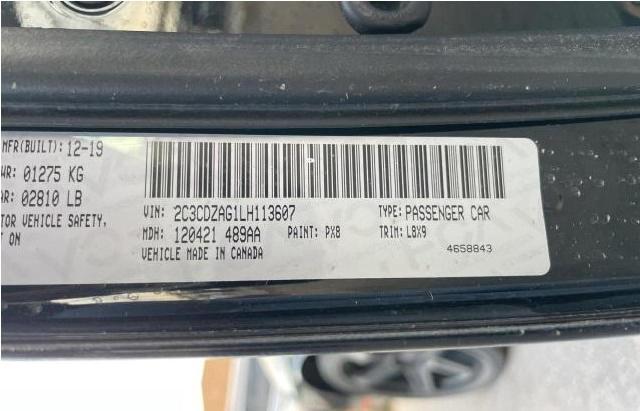 MFR(BUILT): 12-19
WR: 01275 KG
AR: 02810 LB
TOR VEHICLE SAFETY,
T ON
VIN: 2C3CDZAG1LH113607 TYPE: PASSENGER CAR
MDH: 120421 489AA PAINT: PX8 TRIM: L8X9
VEHICLE MADE IN CANADA 4658843